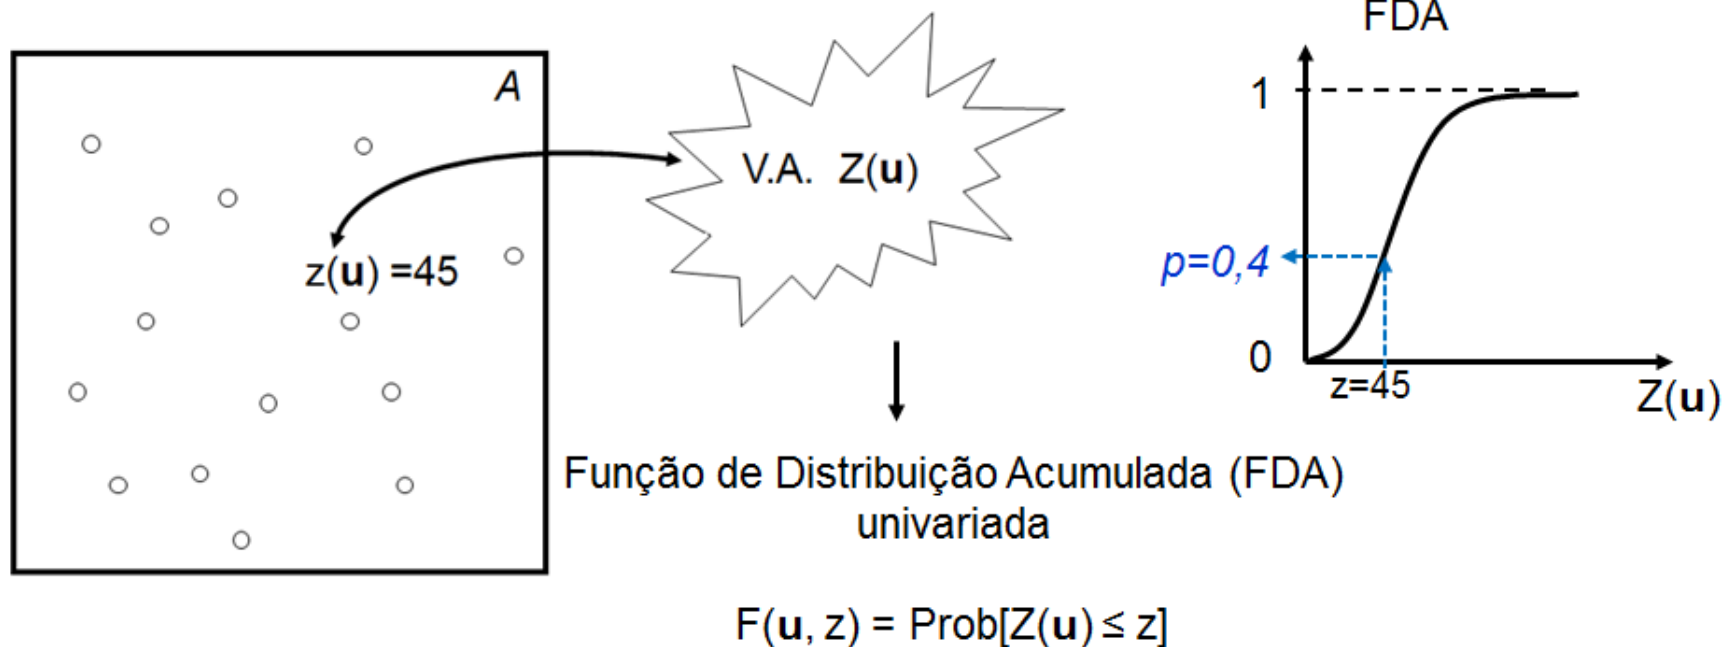 A
z(u) =45
V.A. Z(u)
Função de Distribuição Acumulada (FDA)
univariada
F(u, z) = Prob[Z(u) ≤ z]
FDA
1
p=0,4
0
z=45
Z(u)